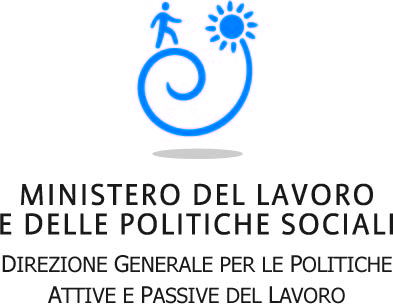 MINISTERO DEL LAVORO
E DELLE POLITICHE SOCIALI
DIREZIONE GENERALE PER LE POLITICHE
ATTIVE E PASSIVE DEL LAVORO